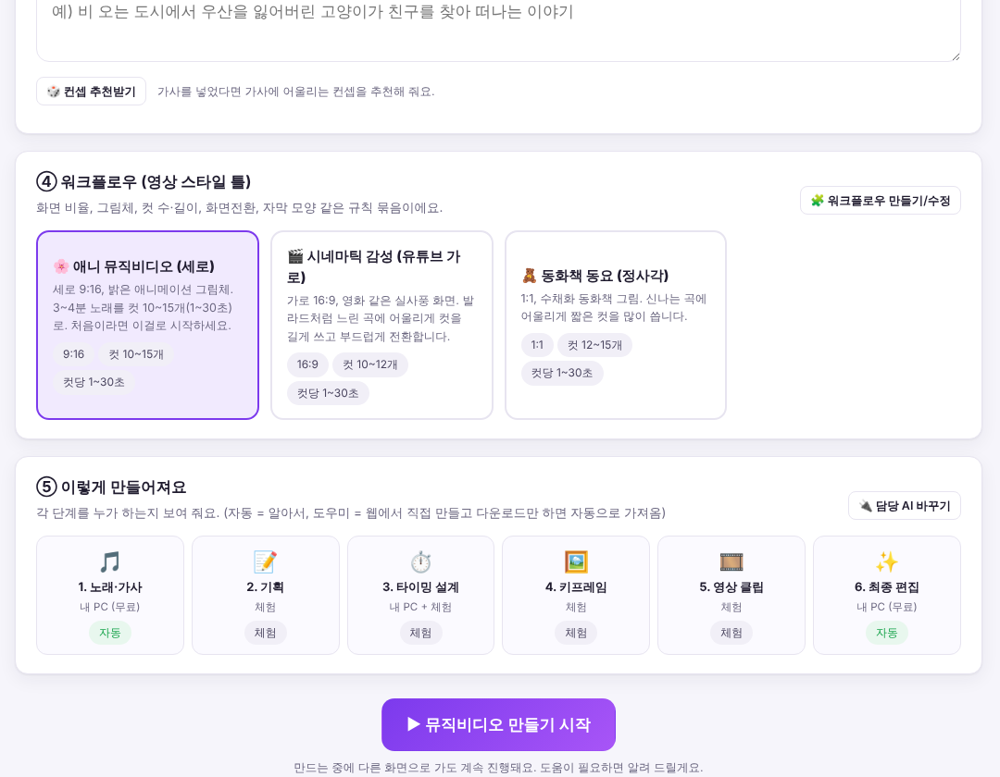 예) 비 오는 도시에서 우산을 잃어버린 고양이가 친구를 찾아 떠나는 이야기
🎲 컨셉 추천받기
가사를 넣었다면 가사에 어울리는 컨셉을 추천해 줘요.
④ 워크플로우 (영상 스타일 틀)
화면 비율, 그림체, 컷 수·길이, 화면전환, 자막 모양 같은 규칙 묶음이에요.
🧩 워크플로우 만들기/수정
🌸 애니 뮤직비디오 (세로)
세로 9:16, 밝은 애니메이션 그림체.
3~4분 노래를 컷 10~15개(1~30초)
로. 처음이라면 이걸로 시작하세요.
9:16
컷 10~15개
컷당 1~30초
🎬 시네마틱 감성 (유튜브 가
로)
가로 16:9, 영화 같은 실사풍 화면. 발
라드처럼 느린 곡에 어울리게 컷을
길게 쓰고 부드럽게 전환합니다.
16:9
컷 10~12개
컷당 1~30초
🧸 동화책 동요 (정사각)
1:1, 수채화 동화책 그림. 신나는 곡에
어울리게 짧은 컷을 많이 씁니다.
1:1
컷 12~15개
컷당 1~30초
⑤ 이렇게 만들어져요
각 단계를 누가 하는지 보여 줘요. (자동 = 알아서, 도우미 = 웹에서 직접 만들고 다운로드만 하면 자동으로 가져옴)
🔌 담당 AI 바꾸기
🎵
1. 노래·가사
내 PC (무료)
자동
📝
2. 기획
체험
체험
⏱️
3. 타이밍 설계
내 PC + 체험
체험
🖼️
4. 키프레임
체험
체험
🎞️
5. 영상 클립
체험
체험
✨
6. 최종 편집
내 PC (무료)
자동
▶ 뮤직비디오 만들기 시작
만드는 중에 다른 화면으로 가도 계속 진행돼요. 도움이 필요하면 알려 드릴게요.